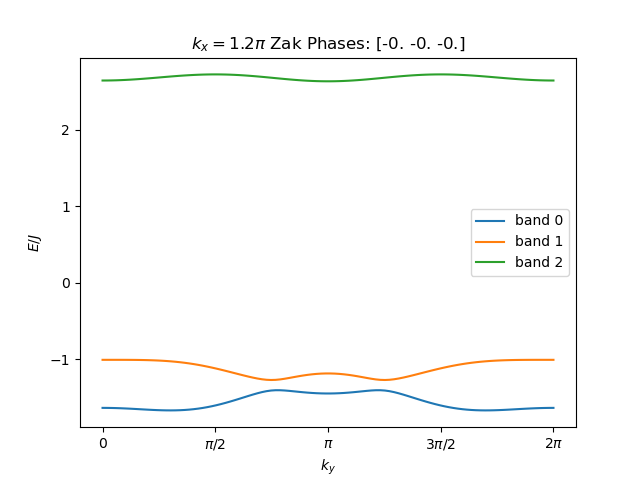 $k_x = 1.2\pi$ Zak Phases: [-0. -0. -0.]
E/J
2
1
0
−1
band 0
band 1
band 2
0
π/2
π
3π/2
2π
$k_y$